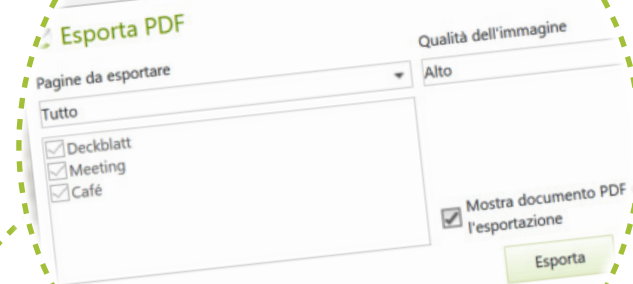 Esporta PDF
Pagine da esportare
Tutto
Deckblatt
Meeting
Café
Qualità dell'immagine
Alto
Mostra documento PDF
l'esportazione
Esporta